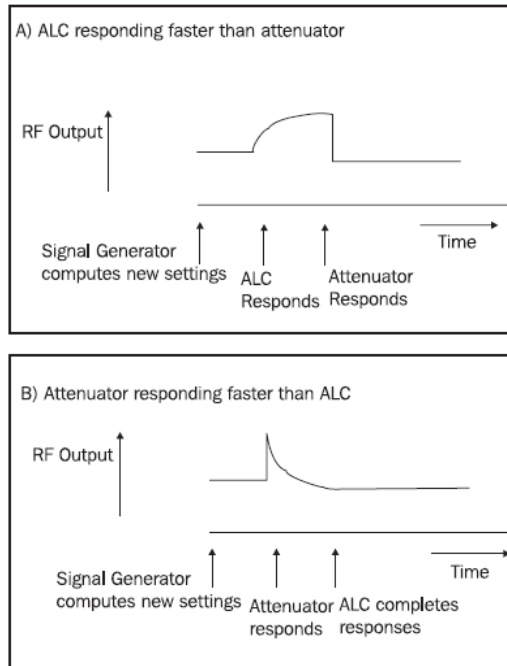 A) ALC responding faster than attenuator
RF Output
Time
Signal Generator
computes new settings
ALC
Responds
Attenuator
Responds
B) Attenuator responding faster than ALC
RF Output
Time
Signal Generator
computes new settings
Attenuator
responds
ALC completes
responses